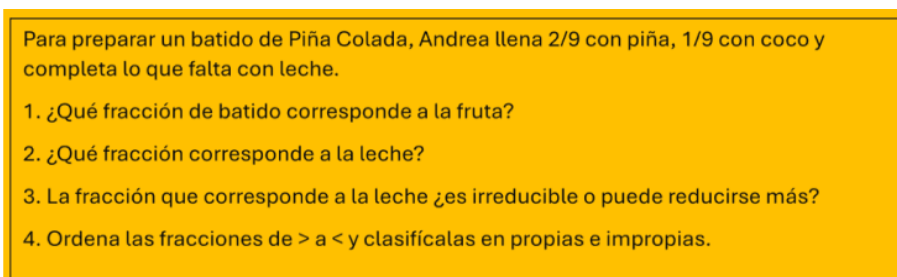 Para preparar un batido de Piña Colada, Andrea llena 2/9 con piña, 1/9 con coco y
completa lo que falta con leche.
1. ¿Qué fracción de batido corresponde a la fruta?
2. ¿Qué fracción corresponde a la leche?
3. La fracción que corresponde a la leche ¿es irreducible o puede reducirse más?
4. Ordena las fracciones de > a < y clasifícalas en propias e impropias.